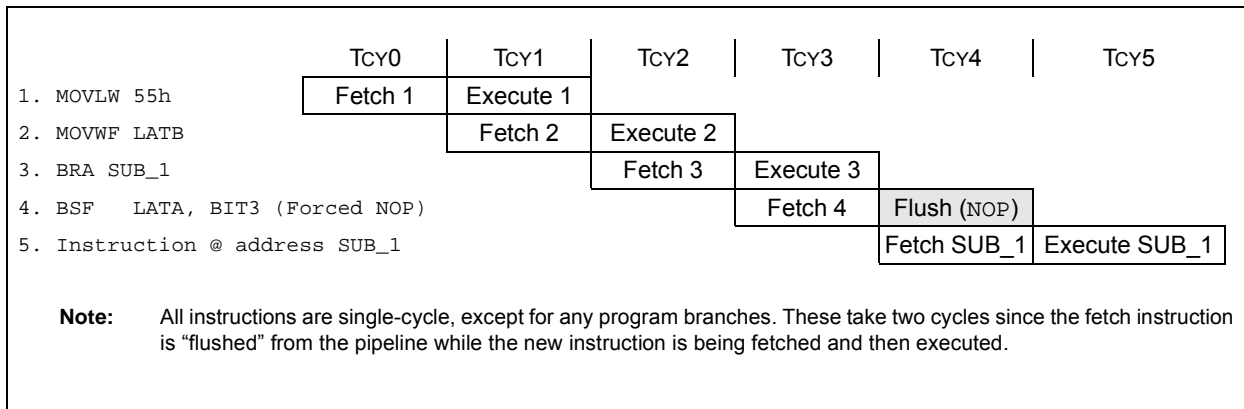 TCY0 TCY1 TCY2 TCY3 TCY4 TCY5
1. MOVLW 55h Fetch 1 Execute 1
2. MOVWF LATB Fetch 2 Execute 2
3. BRA SUB_1 Fetch 3 Execute 3
4. BSF LATA, BIT3 (Forced NOP) Fetch 4 Flush (NOP)
5. Instruction @ address SUB_1 Fetch SUB_1 Execute SUB_1
Note: All instructions are single-cycle, except for any program branches. These take two cycles since the fetch instruction
is “flushed” from the pipeline while the new instruction is being fetched and then executed.